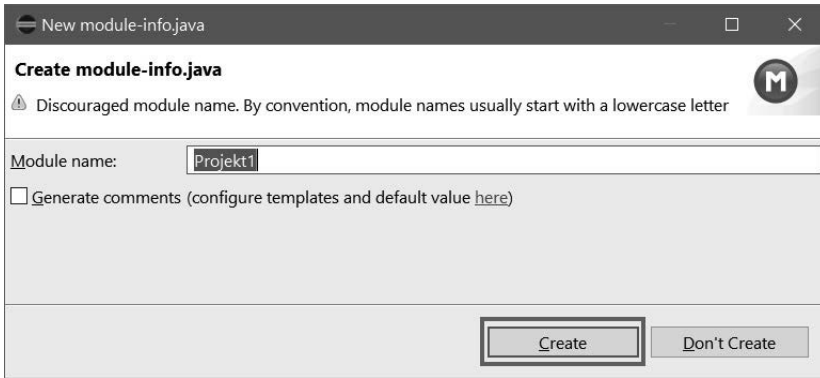 New module-info.java
Create module-info.java
M
Discouraged module name. By convention, module names usually start with a lowercase letter
Module name: Projekt1
Generate comments (configure templates and default value here)
Create Don't Create